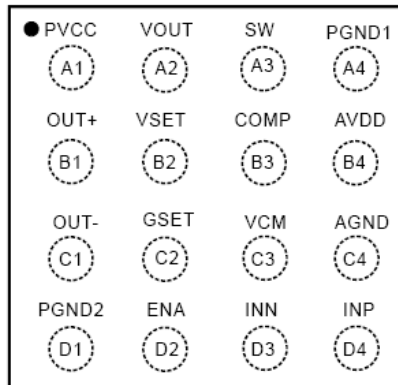 PVCC VOUT SW PGND1
A1 A2 A3 A4
OUT+ VSET COMP AVDD
B1 B2 B3 B4
OUT- GSET VCM AGND
C1 C2 C3 C4
PGND2 ENA INN INP
D1 D2 D3 D4